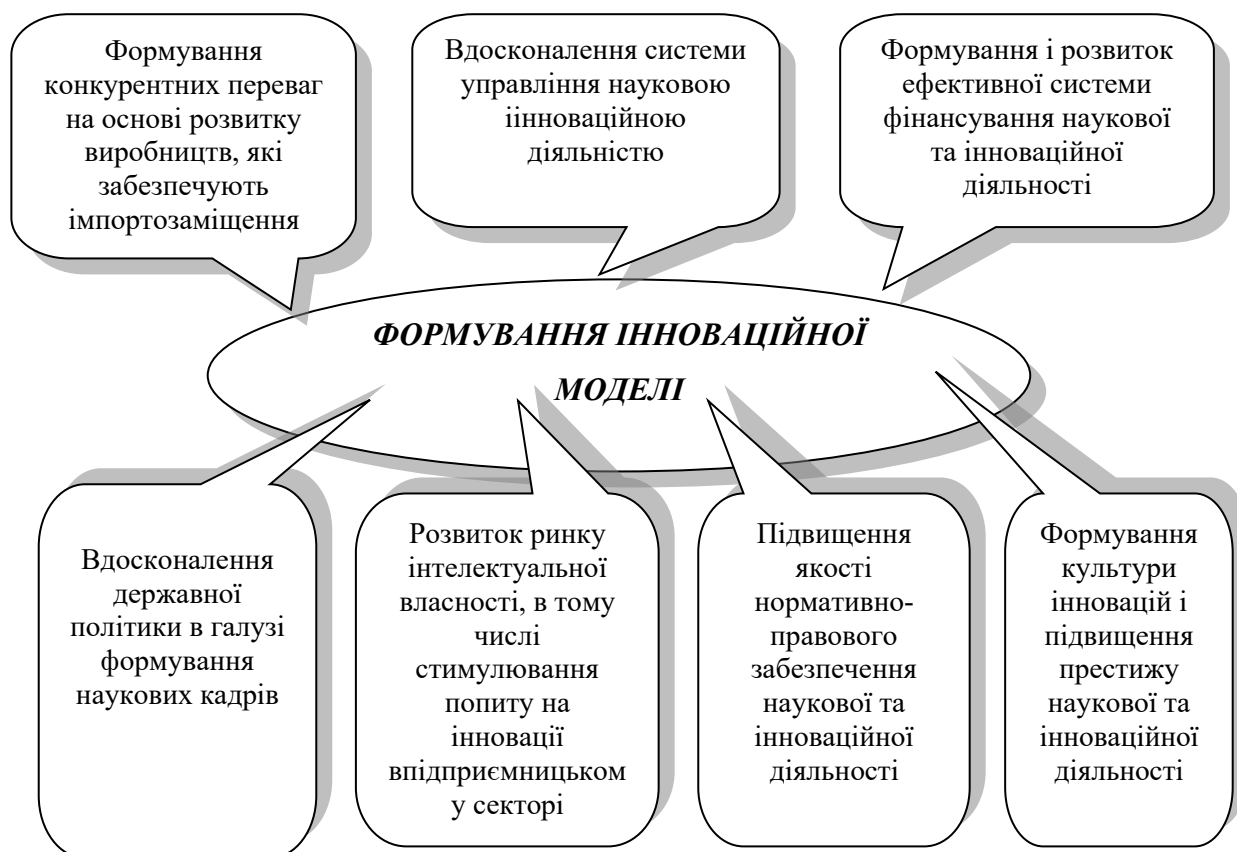 Формування
конкурентних переваг
на основі розвитку
виробництв, які
забезпечують
імпортозаміщення
Вдосконалення системи
управління науковою
іінноваційною
діяльністю
Формування і розвиток
ефективної системи
фінансування наукової
та інноваційної
діяльності
ФОРМУВАННЯ ІННОВАЦІЙНОЇ
МОДЕЛІ
Вдосконалення
державної
політики в галузі
формування
наукових кадрів
Розвиток ринку
інтелектуальної
власності, в тому
числі
стимулювання
попиту на
інновації
впідприємницьком
у секторі
Підвищення
якості
нормативно-
правового
забезпечення
наукової та
інноваційної
діяльності
Формування
культури
інновацій і
підвищення
престижу
наукової та
інноваційної
діяльності